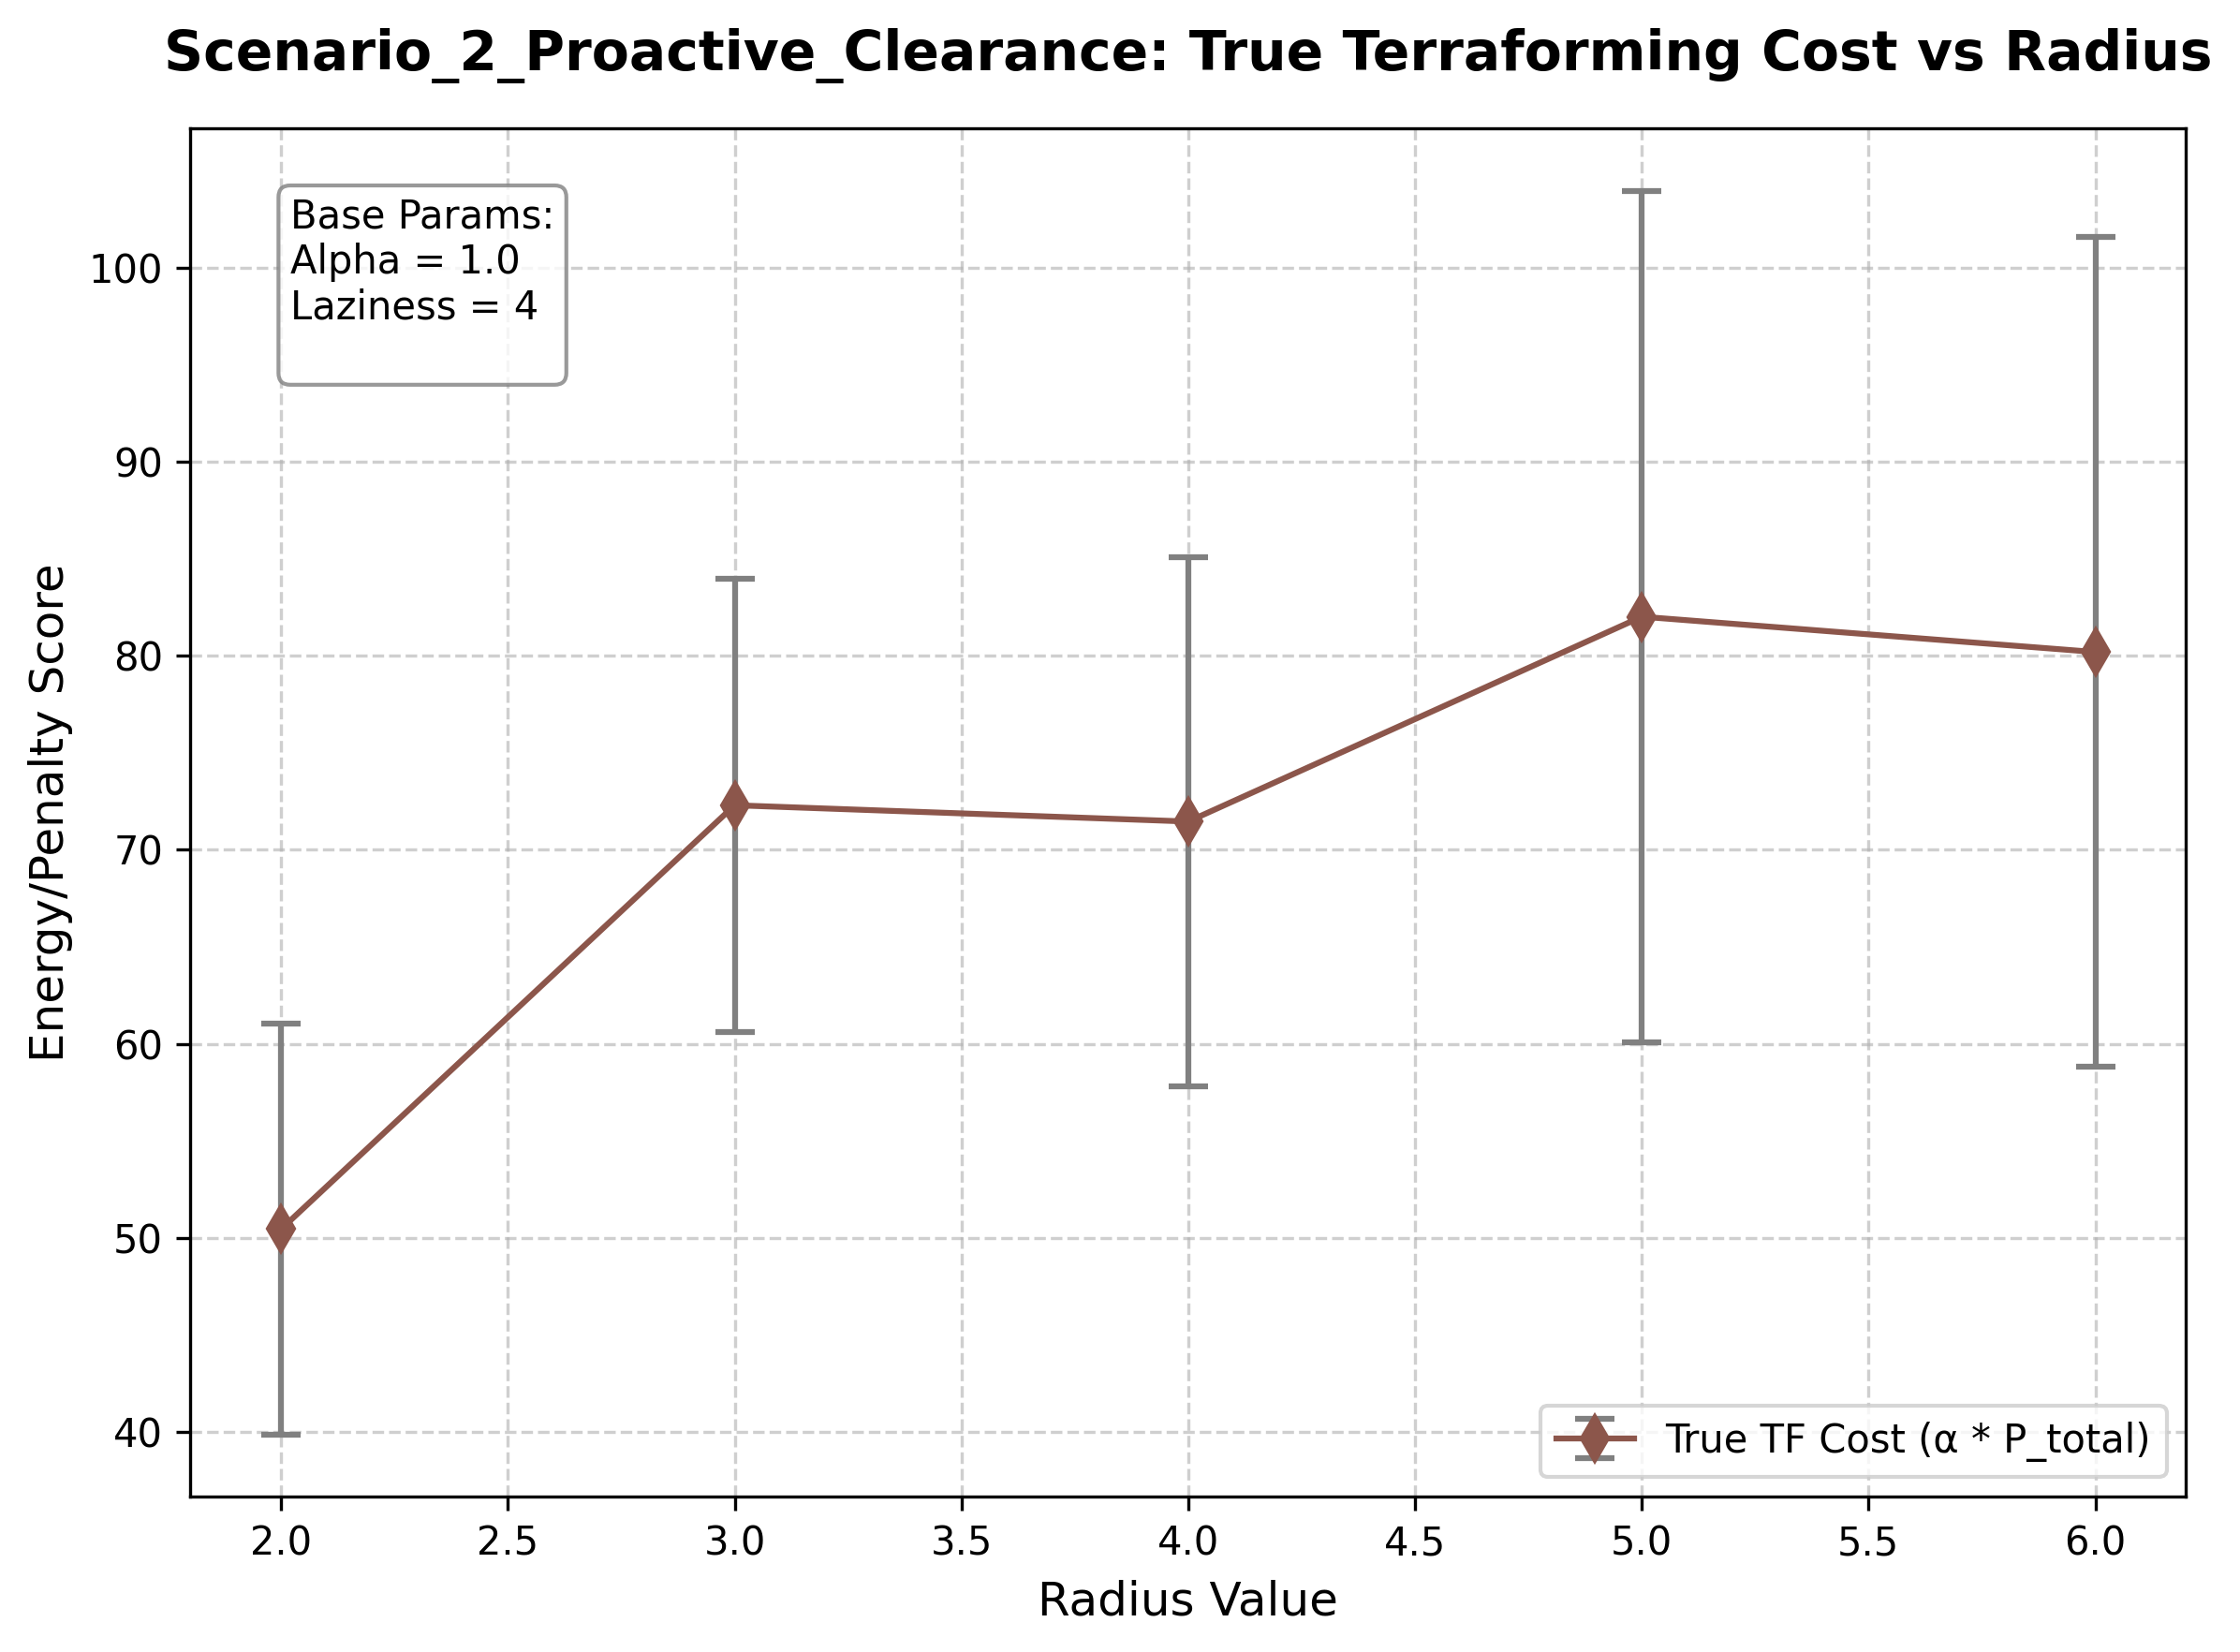 Scenario_2_Proactive_Clearance: True Terraforming Cost vs Radius
Base Params:
Alpha = 1.0
Laziness = 4
Energy/Penalty Score
100
90
80
70
60
50
40
True TF Cost (α * P_total)
2.0 2.5 3.0 3.5 4.0 4.5 5.0 5.5 6.0
Radius Value